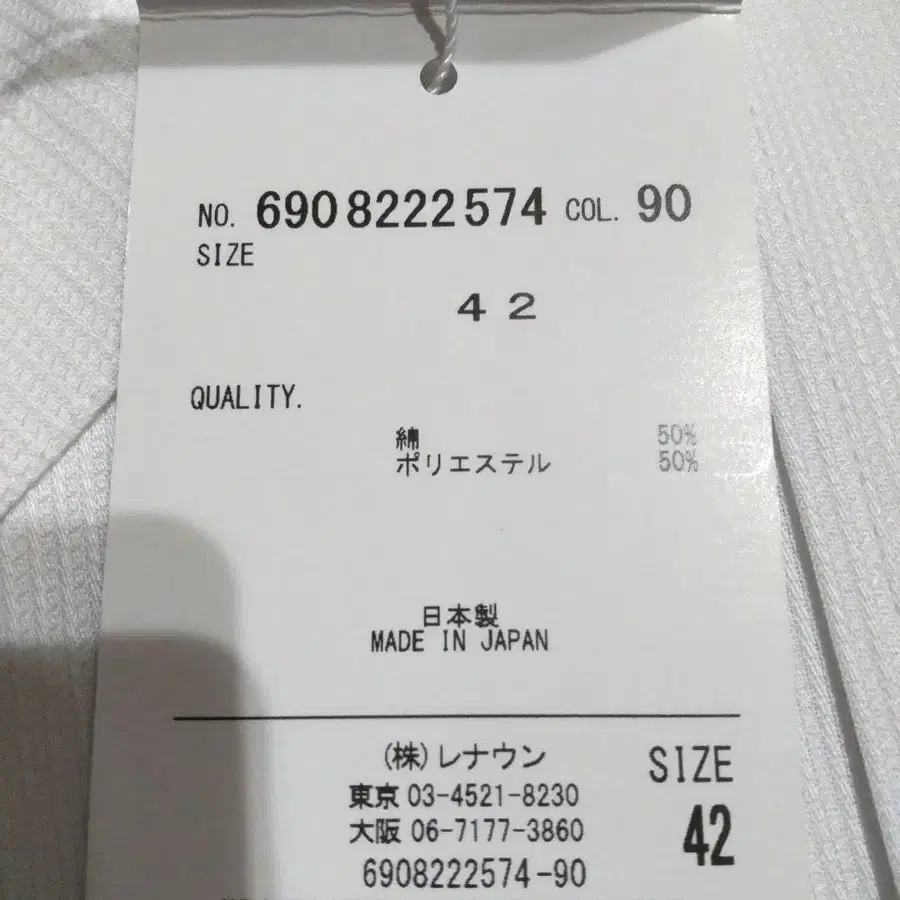 NO. 6908222574 COL. 90
SIZE
４２
QUALITY.
綿 50%
ポリエステル 50%
日本製
MADE IN JAPAN
(株)レナウン
東京 03-4521-8230
大阪 06-7177-3860
6908222574-90
SIZE
42